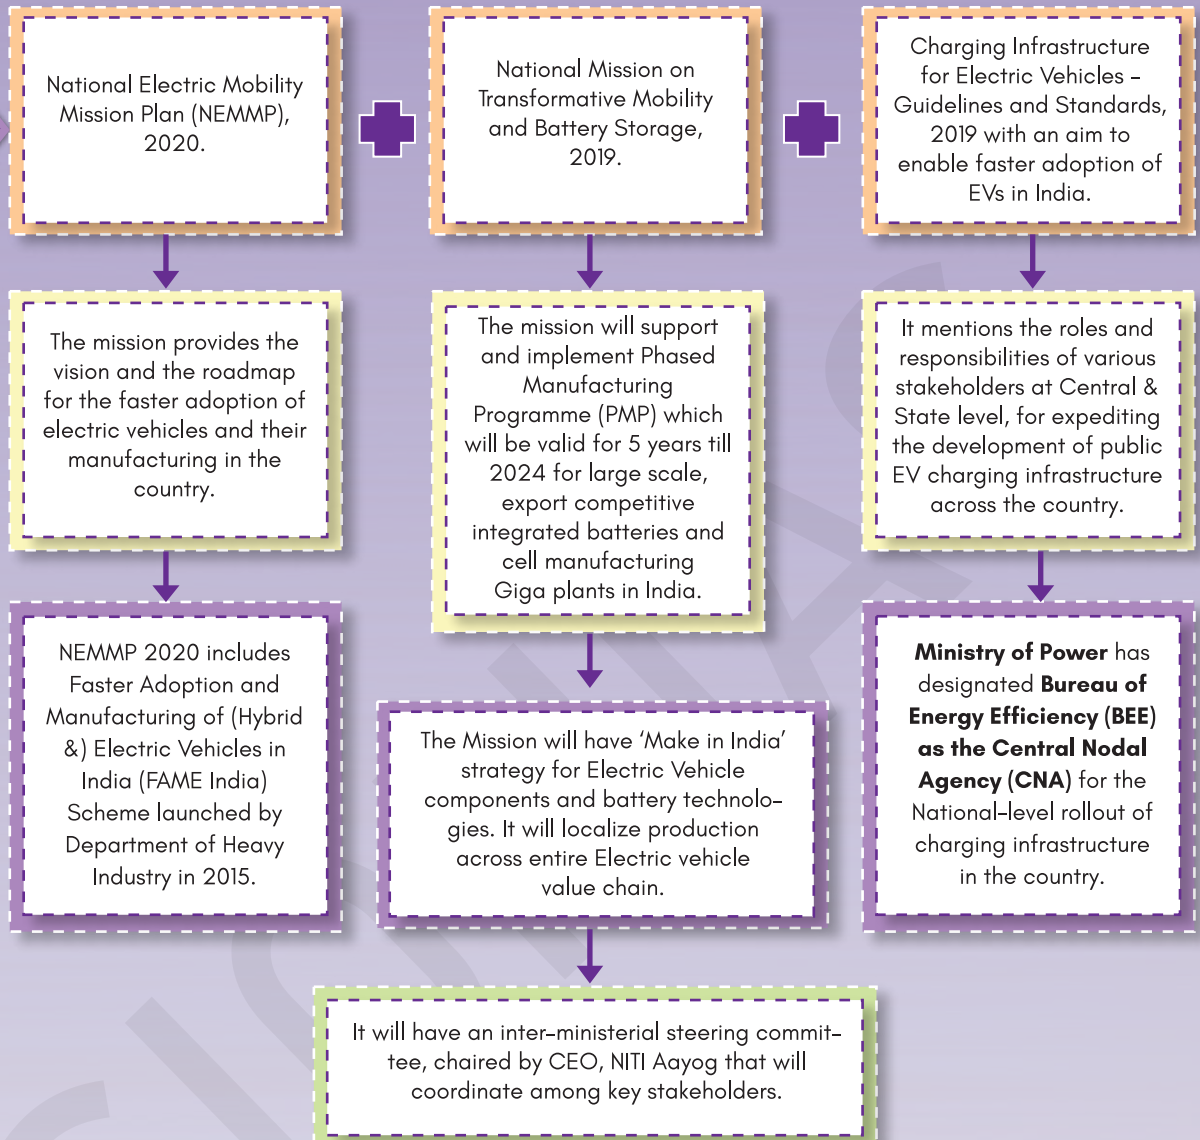 National Electric Mobility
Mission Plan (NEMMP),
2020.
National Mission on
Transformative Mobility
and Battery Storage,
2019.
Charging Infrastructure
for Electric Vehicles -
Guidelines and Standards,
2019 with an aim to
enable faster adoption of
EVs in India.
The mission provides the
vision and the roadmap
for the faster adoption of
electric vehicles and their
manufacturing in the
country.
The mission will support
and implement Phased
Manufacturing
Programme (PMP) which
will be valid for 5 years till
2024 for large scale,
export competitive
integrated batteries and
cell manufacturing
Giga plants in India.
It mentions the roles and
responsibilities of various
stakeholders at Central &
State level, for expediting
the development of public
EV charging infrastructure
across the country.
NEMMP 2020 includes
Faster Adoption and
Manufacturing of (Hybrid
&) Electric Vehicles in
India (FAME India)
Scheme launched by
Department of Heavy
Industry in 2015.
The Mission will have ‘Make in India’
strategy for Electric Vehicle
components and battery technolo-
gies. It will localize production
across entire Electric vehicle
value chain.
Ministry of Power has
designated Bureau of
Energy Efficiency (BEE)
as the Central Nodal
Agency (CNA) for the
National-level rollout of
charging infrastructure
in the country.
It will have an inter-ministerial steering commit-
tee, chaired by CEO, NITI Aayog that will
coordinate among key stakeholders.